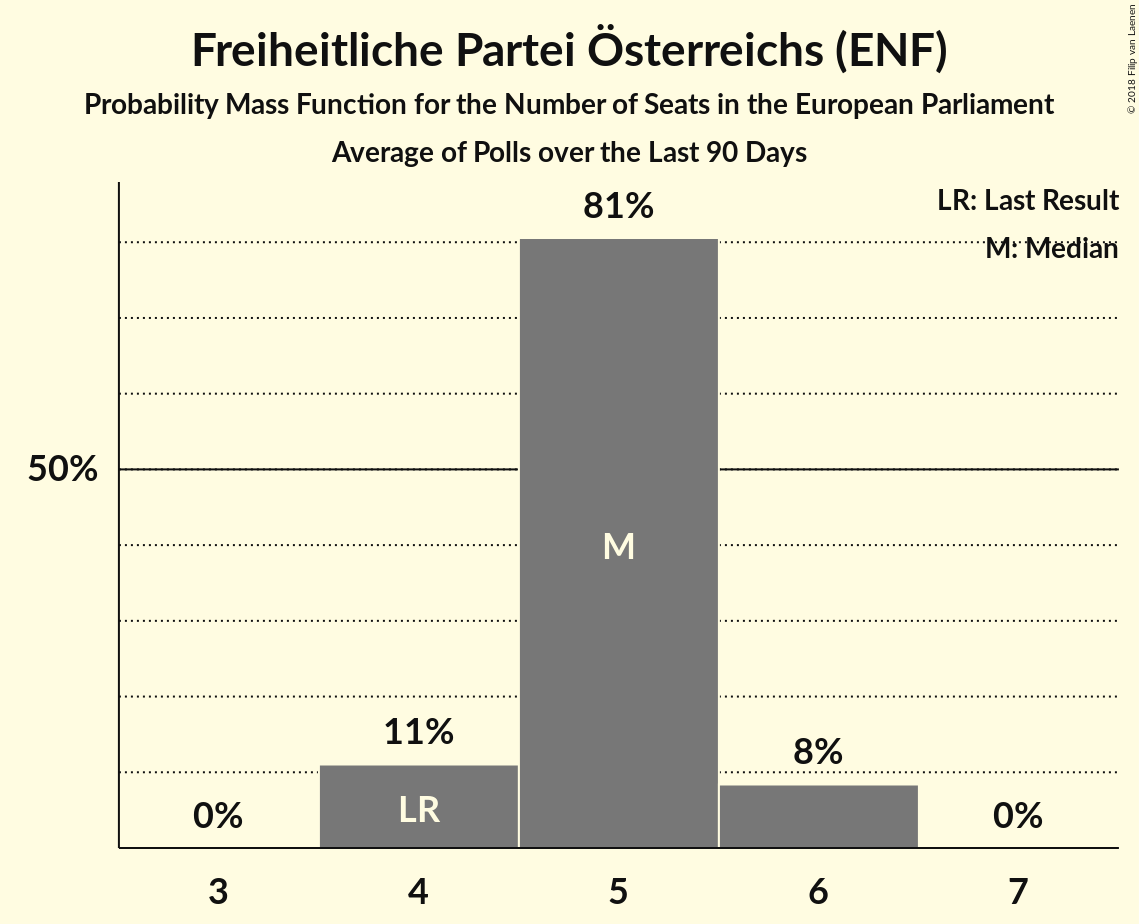 Freiheitliche Partei Österreichs (ENF)
Probability Mass Function for the Number of Seats in the European Parliament
Average of Polls over the Last 90 Days
© 2018 Filip van Laenen
LR: Last Result
M: Median
81%
50%
M
11%
8%
0%
LR
0%
3 4 5 6 7